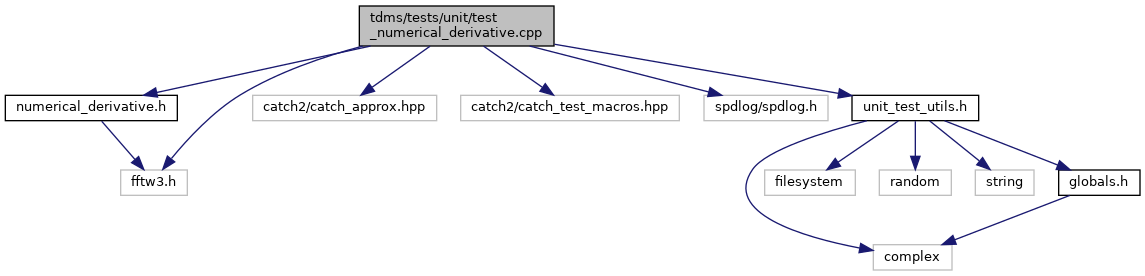 tdms/tests/unit/test
_numerical_derivative.cpp
numerical_derivative.h
catch2/catch_approx.hpp
catch2/catch_test_macros.hpp
spdlog/spdlog.h
unit_test_utils.h
fftw3.h
filesystem
random
string
globals.h
complex